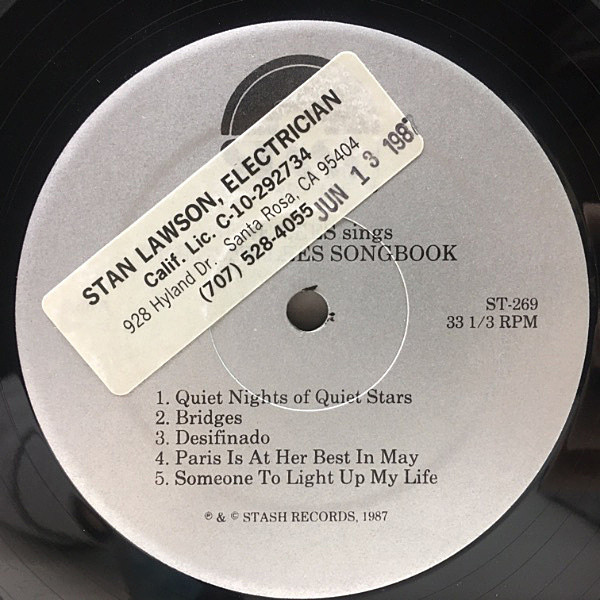 STAN LAWSON, ELECTRICIAN
Calif. Lic. C-10-292734
928 Hyland Dr. Santa Rosa, CA 95404
(707) 528-4055
JUN 13 1987
SS sings
ES SONGBOOK
ST-269
33 1/3 RPM
1. Quiet Nights of Quiet Stars
2. Bridges
3. Desifinado
4. Paris Is At Her Best In May
5. Someone To Light Up My Life
℗ & © STASH RECORDS, 1987